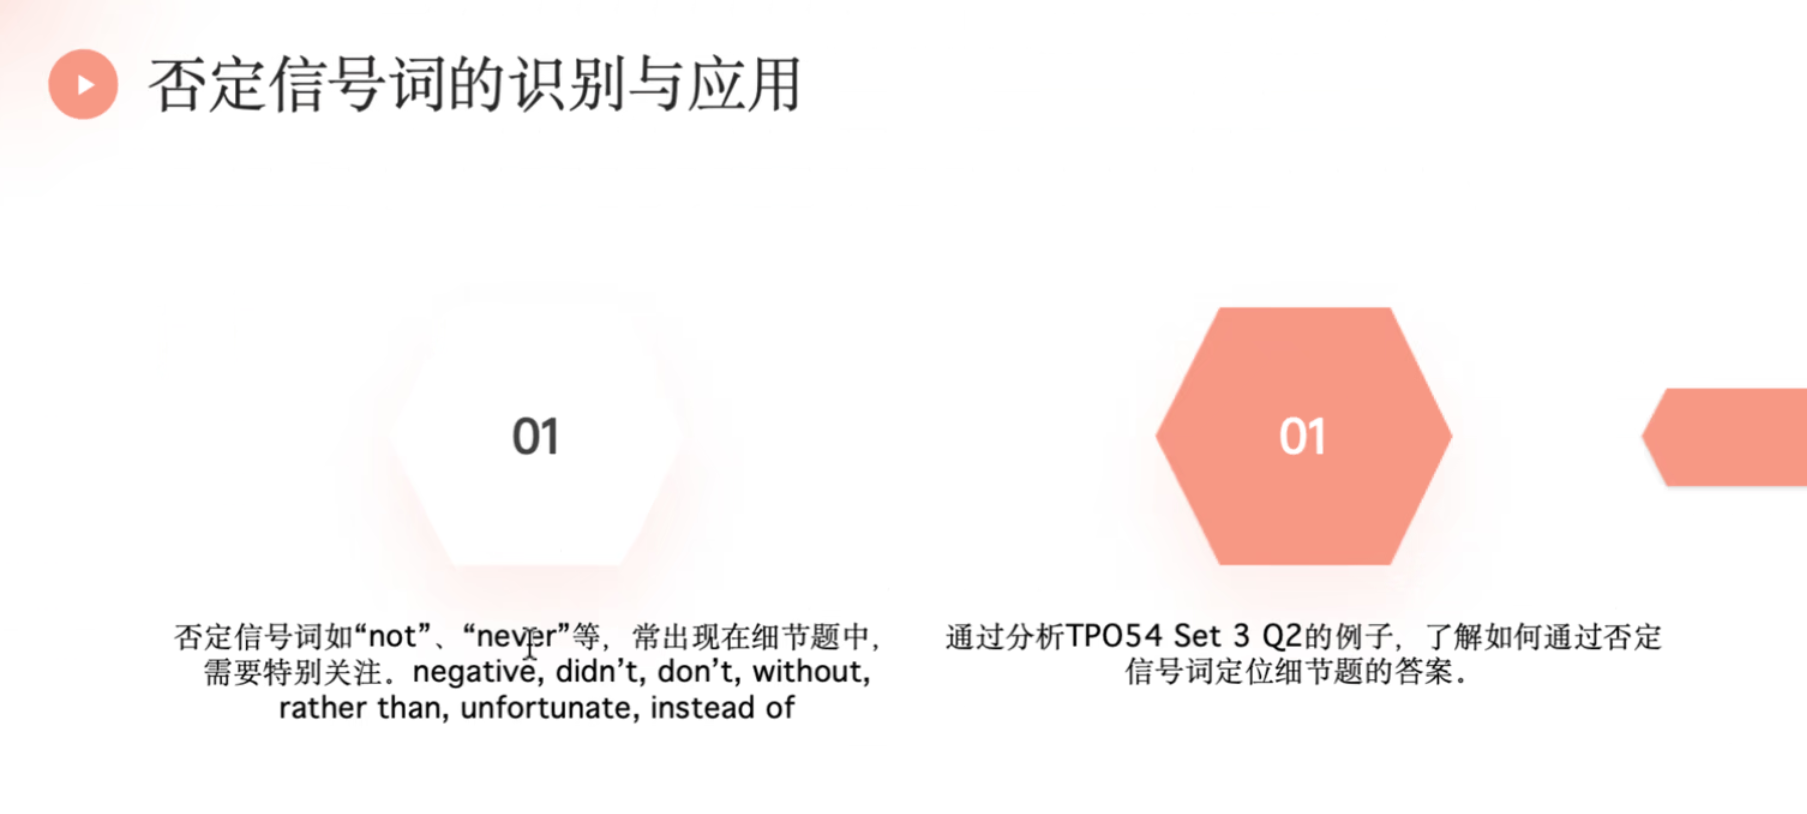 否定信号词的识别与应用
01
否定信号词如“not”、“never”等，常出现在细节题中，
需要特别关注。negative, didn’t, don’t, without,
rather than, unfortunate, instead of
01
通过分析TPO54 Set 3 Q2的例子，了解如何通过否定
信号词定位细节题的答案。